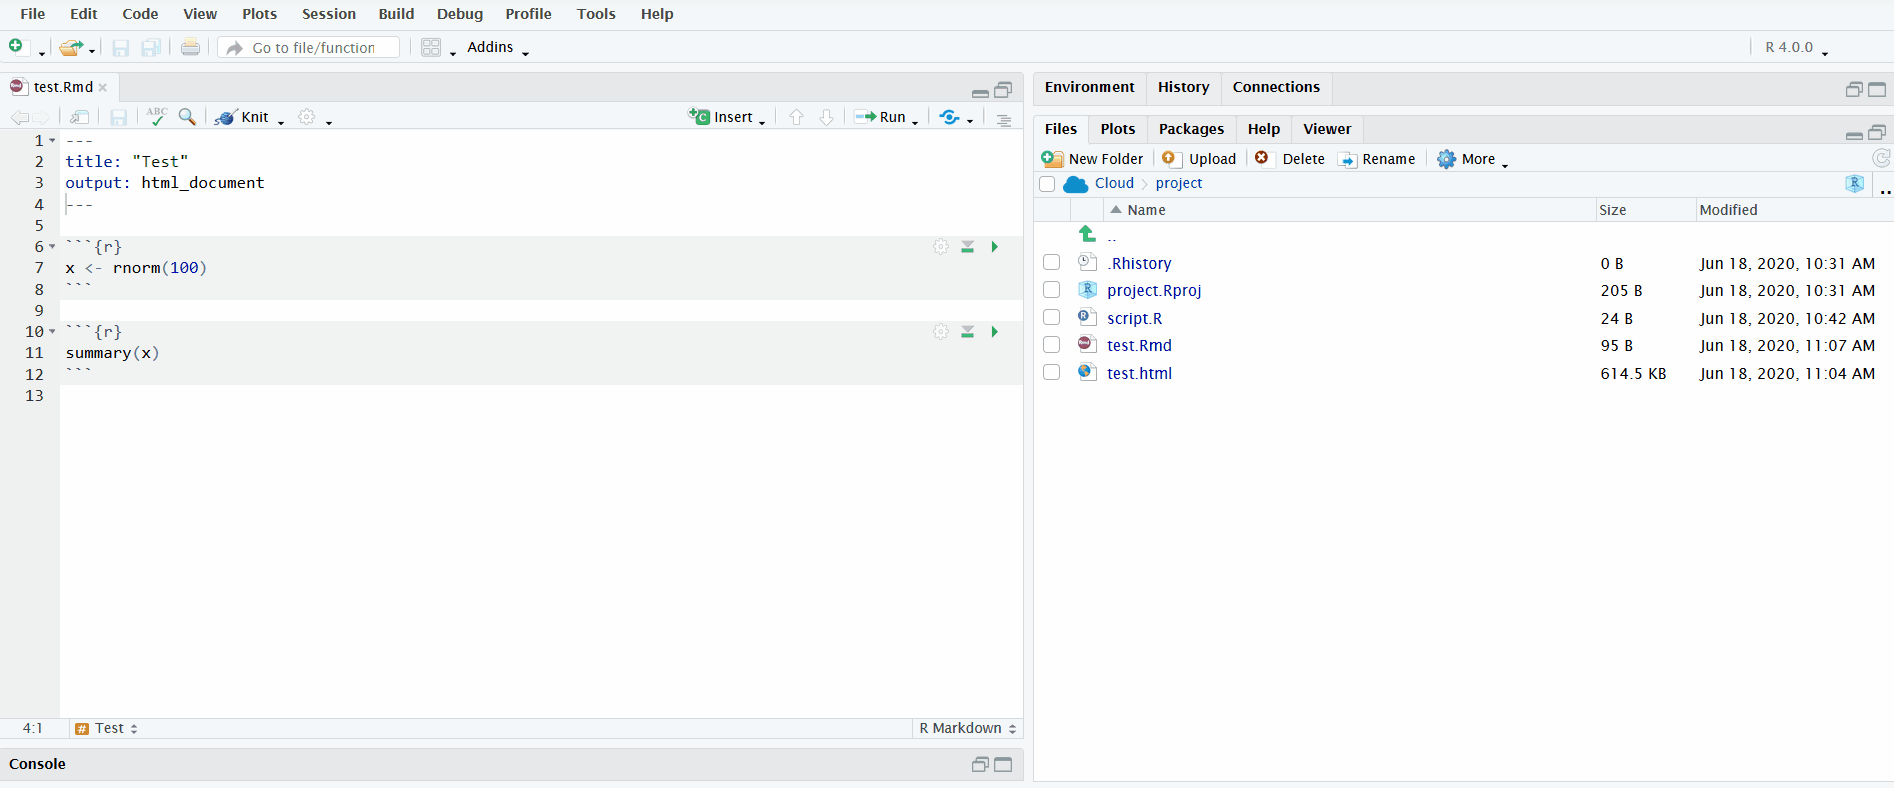 File Edit Code View Plots Session Build Debug Profile Tools Help
Go to file/function Addins R 4.0.0
test.Rmd
ABC Knit Insert Run
1 ---
2 title: "Test"
3 output: html_document
4 ---
5
6 ```{r}
7 x <- rnorm(100)
8 ```
9
10 ```{r}
11 summary(x)
12 ```
13
4:1 # Test R Markdown
Console
Environment History Connections
Files Plots Packages Help Viewer
New Folder Upload Delete Rename More
Cloud project R ..
Name Size Modified
..
.Rhistory 0 B Jun 18, 2020, 10:31 AM
project.Rproj 205 B Jun 18, 2020, 10:31 AM
script.R 24 B Jun 18, 2020, 10:42 AM
test.Rmd 95 B Jun 18, 2020, 11:07 AM
test.html 614.5 KB Jun 18, 2020, 11:04 AM